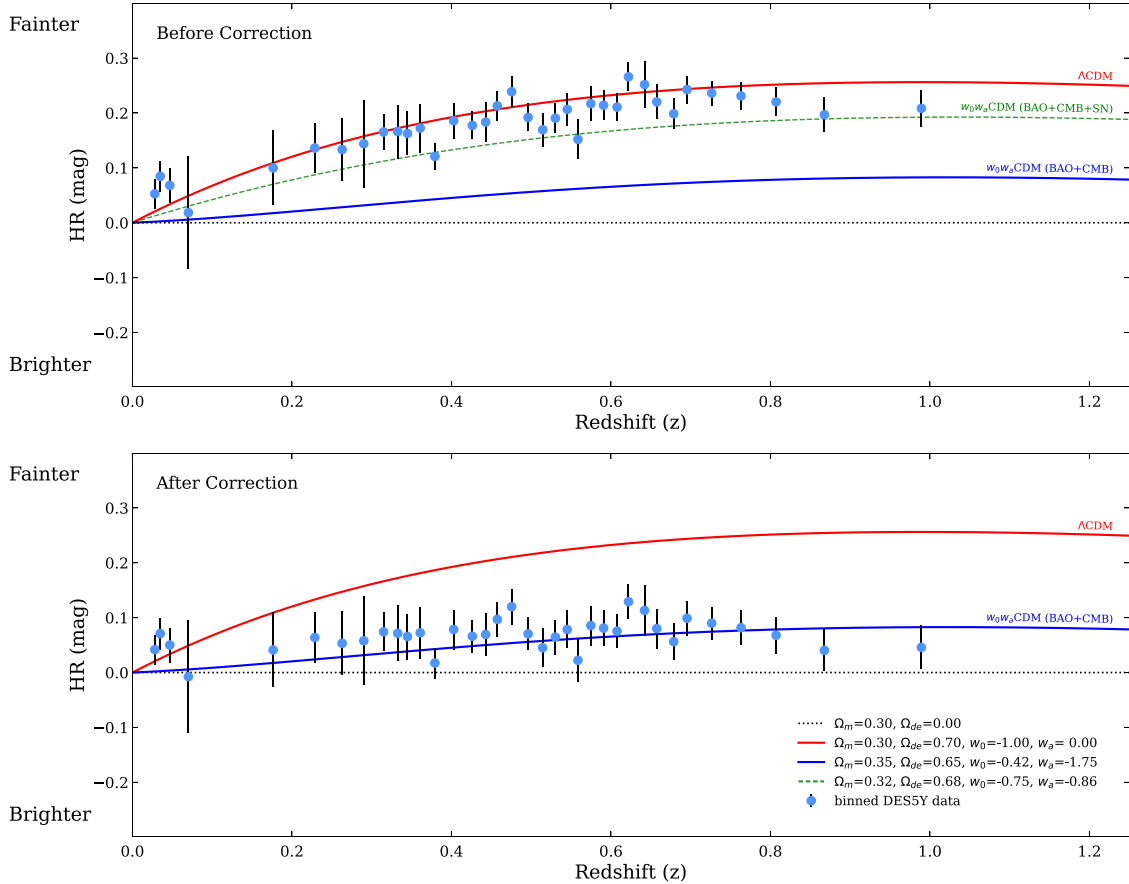 Fainter
Before Correction
ΛCDM
w₀wₐCDM (BAO+CMB+SN)
w₀wₐCDM (BAO+CMB)
HR (mag)
0.3
0.2
0.1
0.0
−0.1
−0.2
Brighter
0.0 0.2 0.4 0.6 0.8 1.0 1.2
Redshift (z)
Fainter
After Correction
ΛCDM
w₀wₐCDM (BAO+CMB)
HR (mag)
0.3
0.2
0.1
0.0
−0.1
−0.2
Ωₘ=0.30, Ω_de=0.00
Ωₘ=0.30, Ω_de=0.70, w₀=-1.00, wₐ= 0.00
Ωₘ=0.35, Ω_de=0.65, w₀=-0.42, wₐ=-1.75
Ωₘ=0.32, Ω_de=0.68, w₀=-0.75, wₐ=-0.86
binned DES5Y data
Brighter
0.0 0.2 0.4 0.6 0.8 1.0 1.2
Redshift (z)